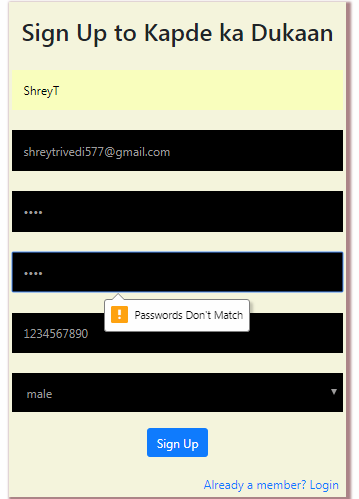 Sign Up to Kapde ka Dukaan
ShreyT
shreytrivedi577@gmail.com
••••
••••
Passwords Don't Match
1234567890
male
Sign Up
Already a member? Login